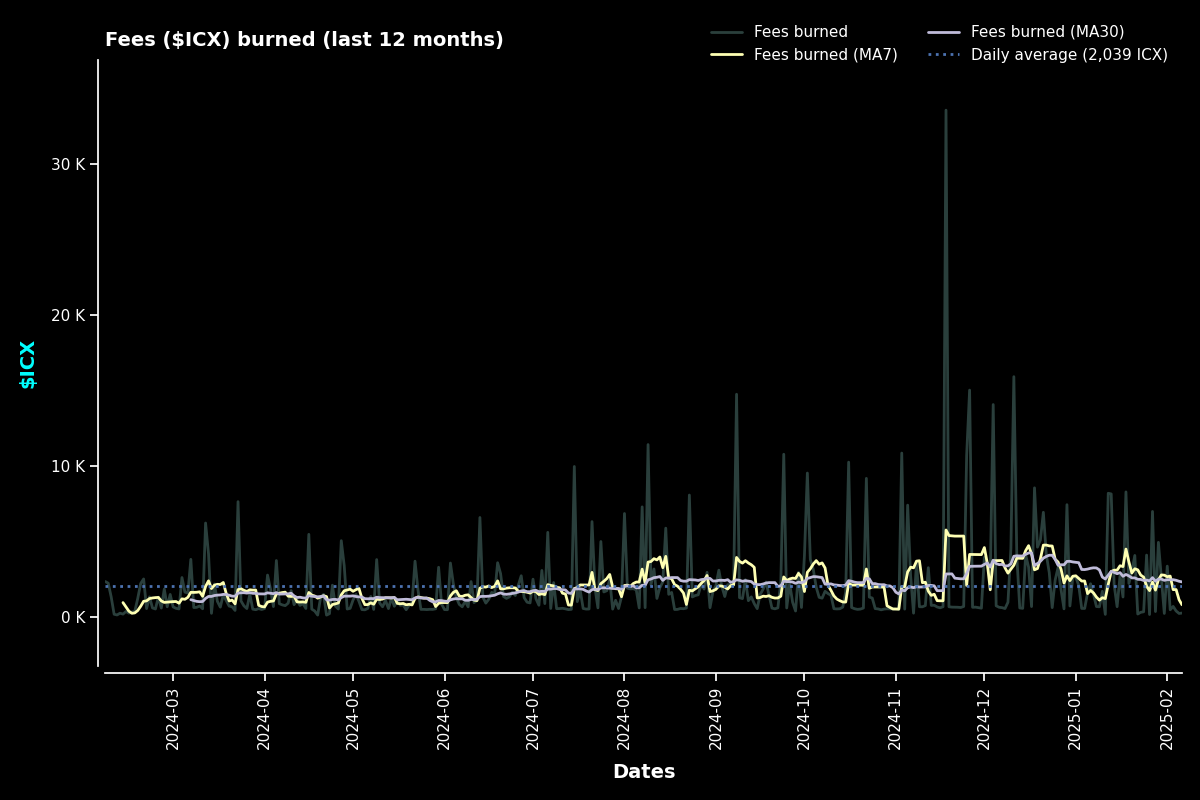 Fees ($ICX) burned (last 12 months)
Fees burned
Fees burned (MA7)
Fees burned (MA30)
Daily average (2,039 ICX)
$ICX
30 K
20 K
10 K
0 K
2024-03
2024-04
2024-05
2024-06
2024-07
2024-08
2024-09
2024-10
2024-11
2024-12
2025-01
2025-02
Dates